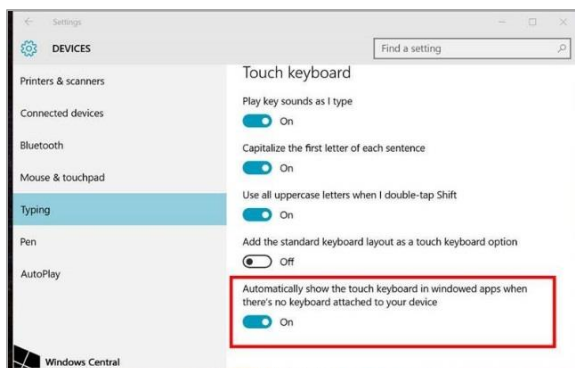 Settings
DEVICES
Find a setting
Printers & scanners
Connected devices
Bluetooth
Mouse & touchpad
Typing
Pen
AutoPlay
Touch keyboard
Play key sounds as I type
On
Capitalize the first letter of each sentence
On
Use all uppercase letters when I double-tap Shift
On
Add the standard keyboard layout as a touch keyboard option
Off
Automatically show the touch keyboard in windowed apps when
there's no keyboard attached to your device
On
Windows Central